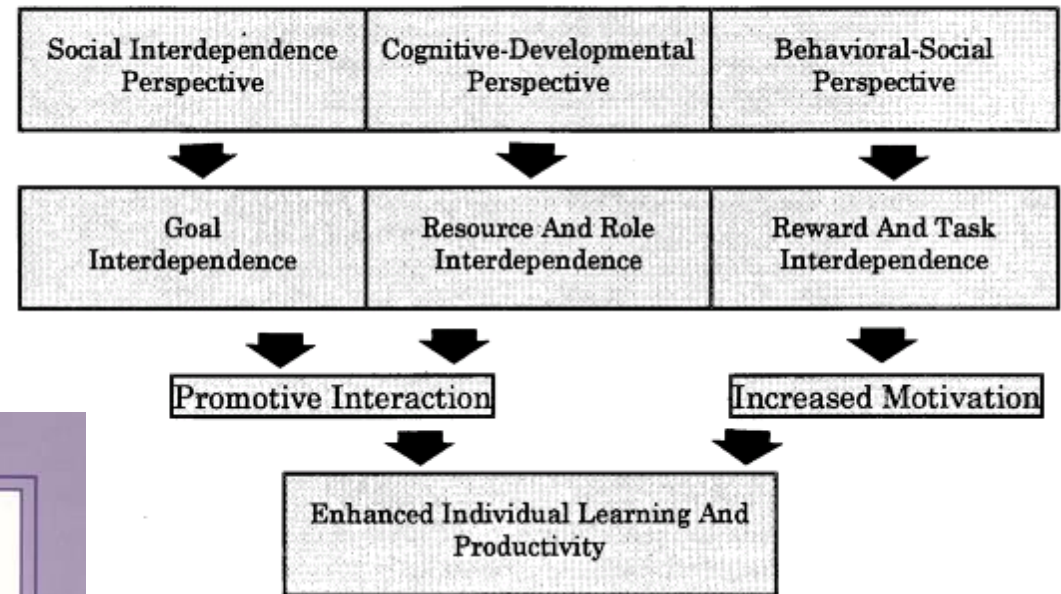 Social Interdependence
Perspective
Cognitive-Developmental
Perspective
Behavioral-Social
Perspective
Goal
Interdependence
Resource And Role
Interdependence
Reward And Task
Interdependence
Promotive Interaction
Increased Motivation
Enhanced Individual Learning And
Productivity